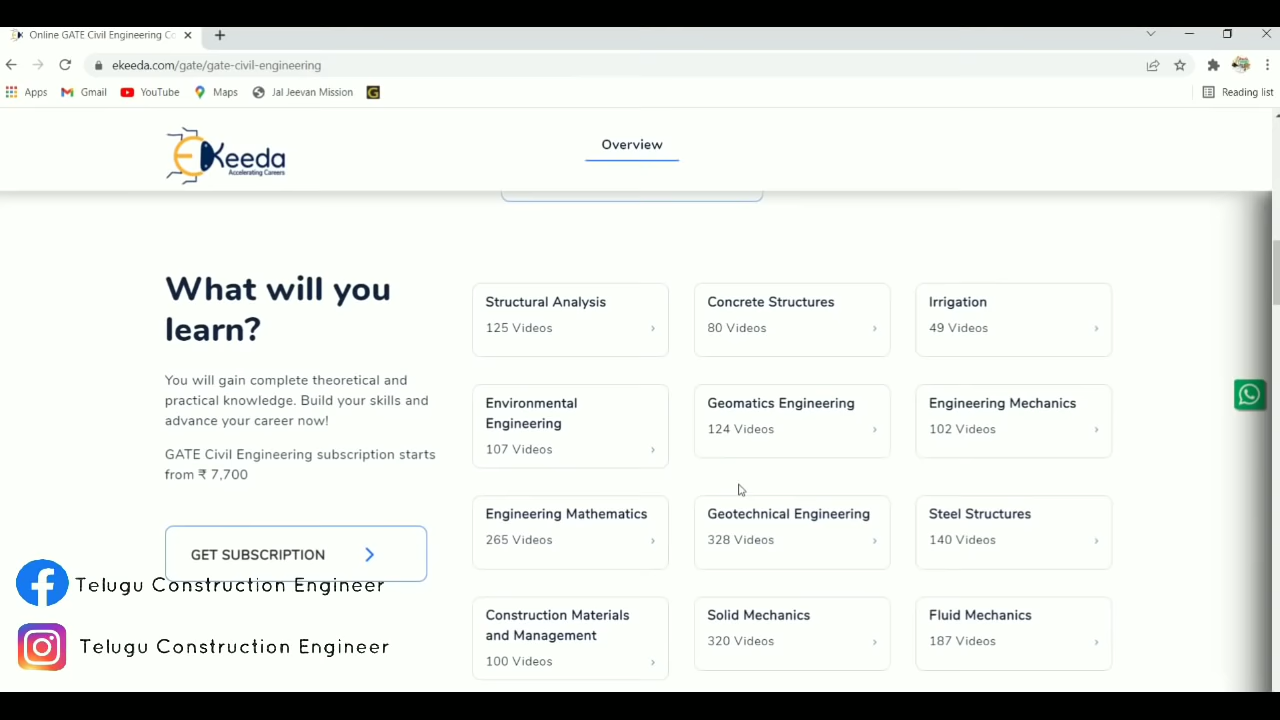 Online GATE Civil Engineering Co
ekeeda.com/gate/gate-civil-engineering
Apps
Gmail
YouTube
Maps
Jal Jeevan Mission
Reading list
EKeeda
Accelerating Careers
Overview
What will you
learn?
You will gain complete theoretical and
practical knowledge. Build your skills and
advance your career now!
GATE Civil Engineering subscription starts
from ₹ 7,700
GET SUBSCRIPTION
Structural Analysis
125 Videos
Concrete Structures
80 Videos
Irrigation
49 Videos
Environmental
Engineering
107 Videos
Geomatics Engineering
124 Videos
Engineering Mechanics
102 Videos
Engineering Mathematics
265 Videos
Geotechnical Engineering
328 Videos
Steel Structures
140 Videos
Construction Materials
and Management
100 Videos
Solid Mechanics
320 Videos
Fluid Mechanics
187 Videos
Telugu Construction Engineer
Telugu Construction Engineer